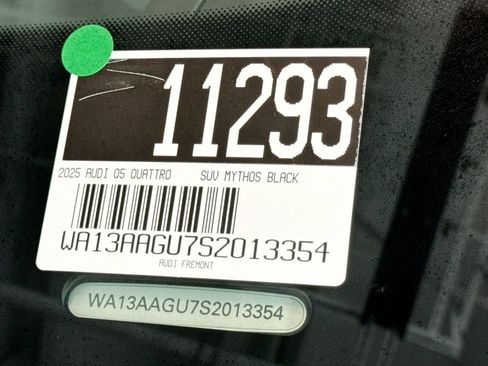 11293
2025 AUDI Q5 QUATTRO SUV MYTHOS BLACK
WA13AAGU7S2013354
AUDI FREMONT
WA13AAGU7S2013354